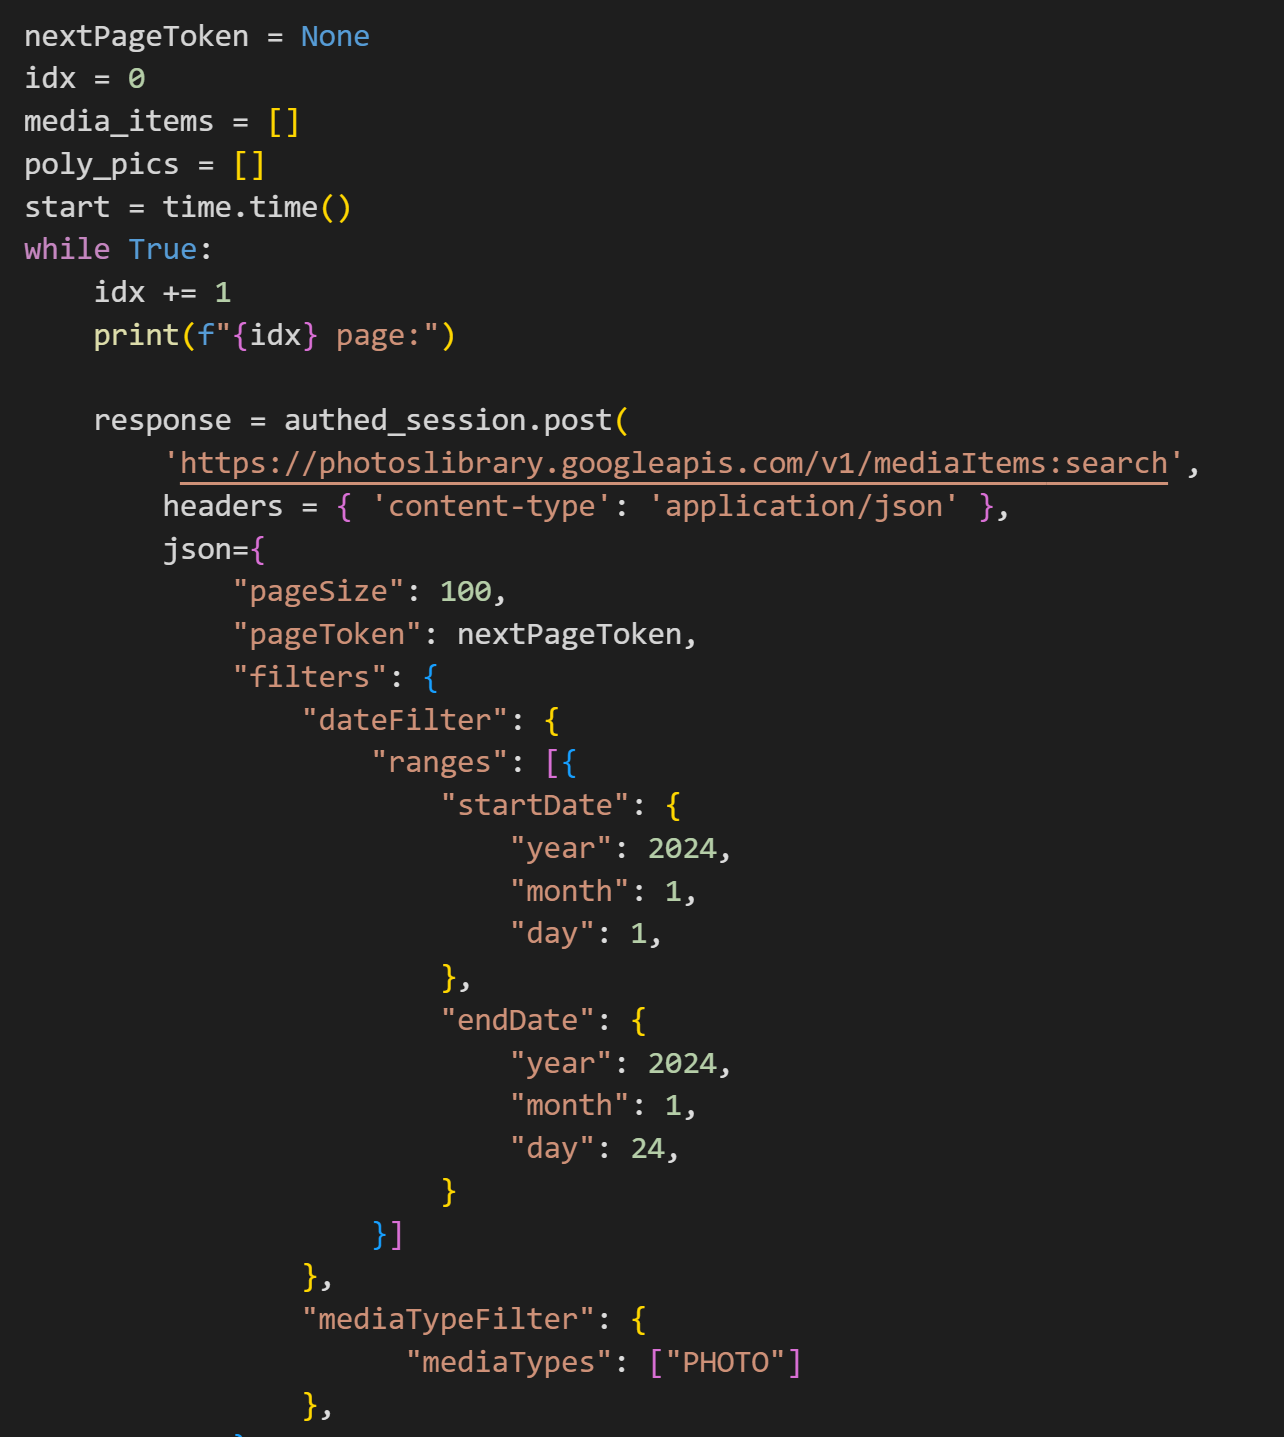 nextPageToken = None
idx = 0
media_items = []
poly_pics = []
start = time.time()
while True:
    idx += 1
    print(f"{idx} page:")

    response = authed_session.post(
        'https://photoslibrary.googleapis.com/v1/mediaItems:search',
        headers = { 'content-type': 'application/json' },
        json={
            "pageSize": 100,
            "pageToken": nextPageToken,
            "filters": {
                "dateFilter": {
                    "ranges": [{
                        "startDate": {
                            "year": 2024,
                            "month": 1,
                            "day": 1,
                        },
                        "endDate": {
                            "year": 2024,
                            "month": 1,
                            "day": 24,
                        }
                    }]
                },
                "mediaTypeFilter": {
                      "mediaTypes": ["PHOTO"]
                },